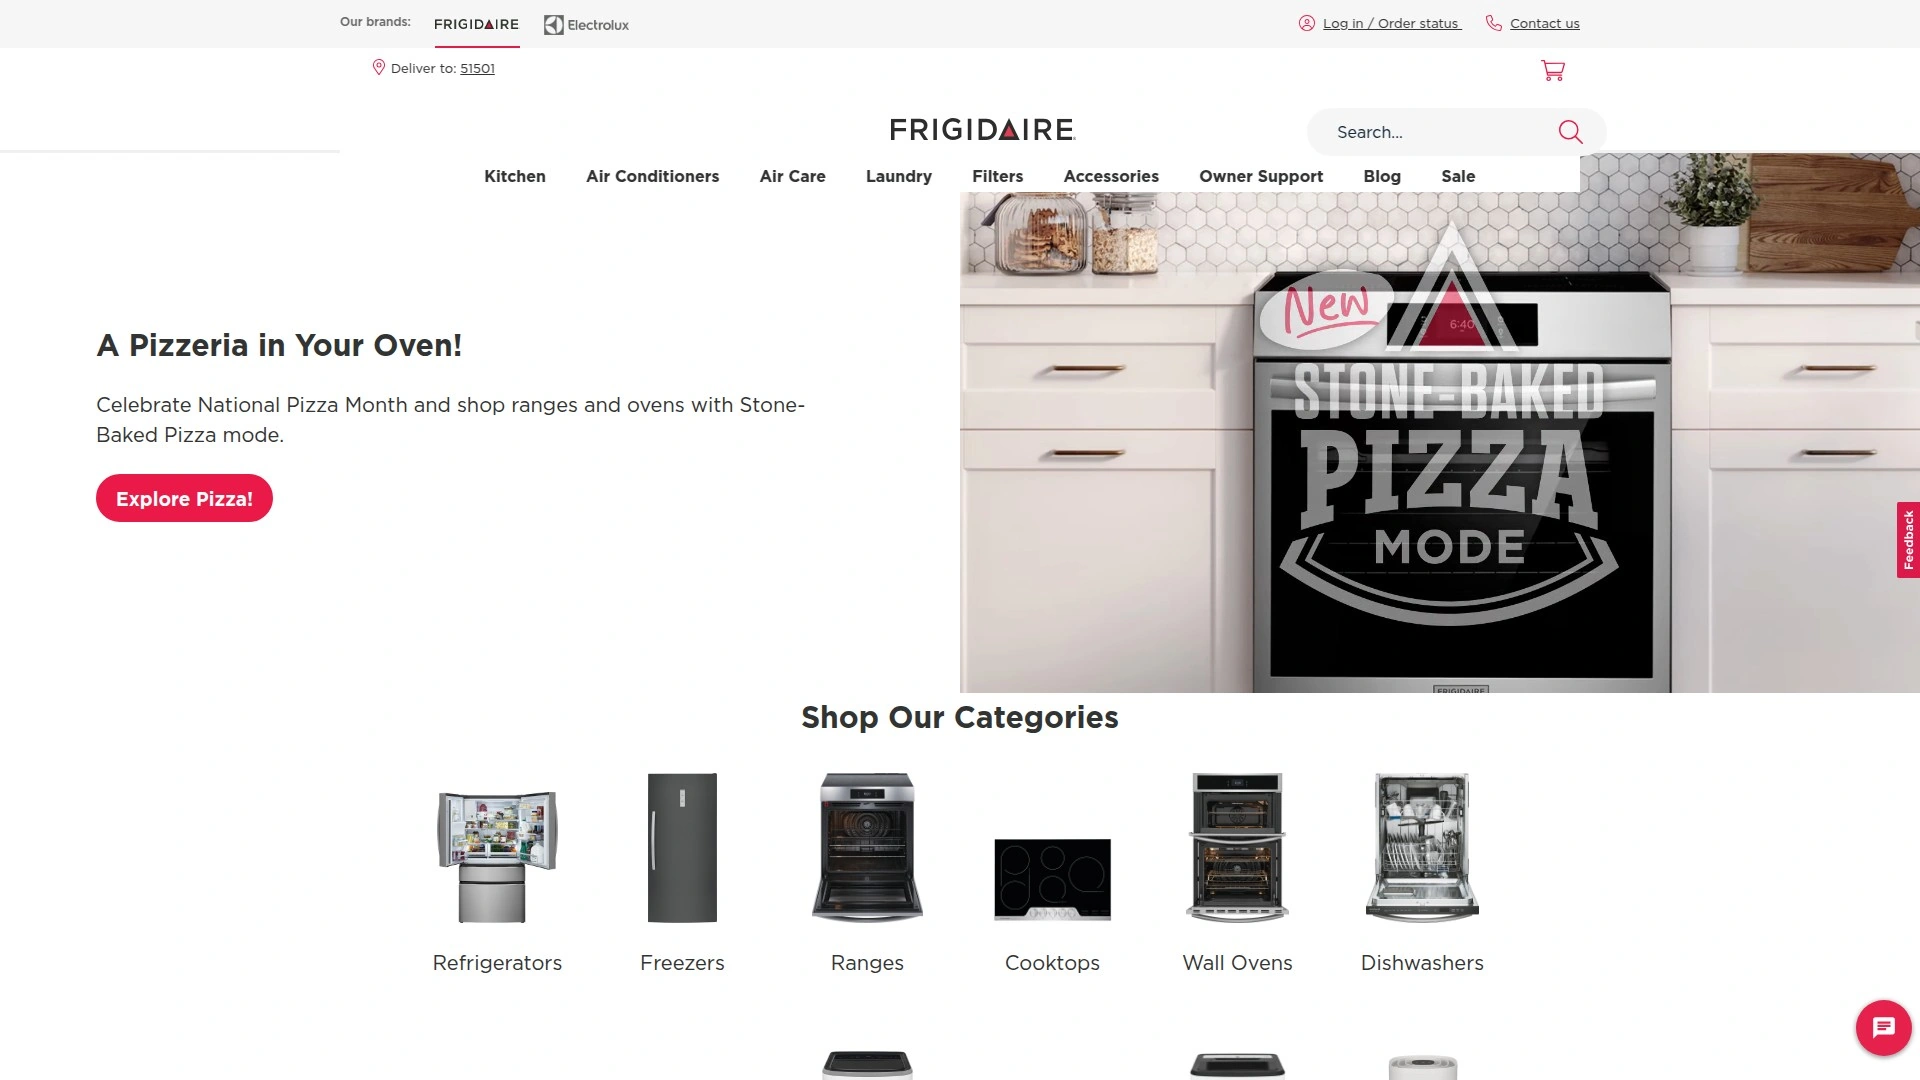 Our brands:
FRIGIDAIRE
Electrolux
Log in / Order status
Contact us
Deliver to: 51501
FRIGIDAIRE
Search...
Kitchen
Air Conditioners
Air Care
Laundry
Filters
Accessories
Owner Support
Blog
Sale
A Pizzeria in Your Oven!
Celebrate National Pizza Month and shop ranges and ovens with Stone-
Baked Pizza mode.
Explore Pizza!
New
6:40
STONE-BAKED
PIZZA
MODE
FRIGIDAIRE
Feedback
Shop Our Categories
Refrigerators
Freezers
Ranges
Cooktops
Wall Ovens
Dishwashers